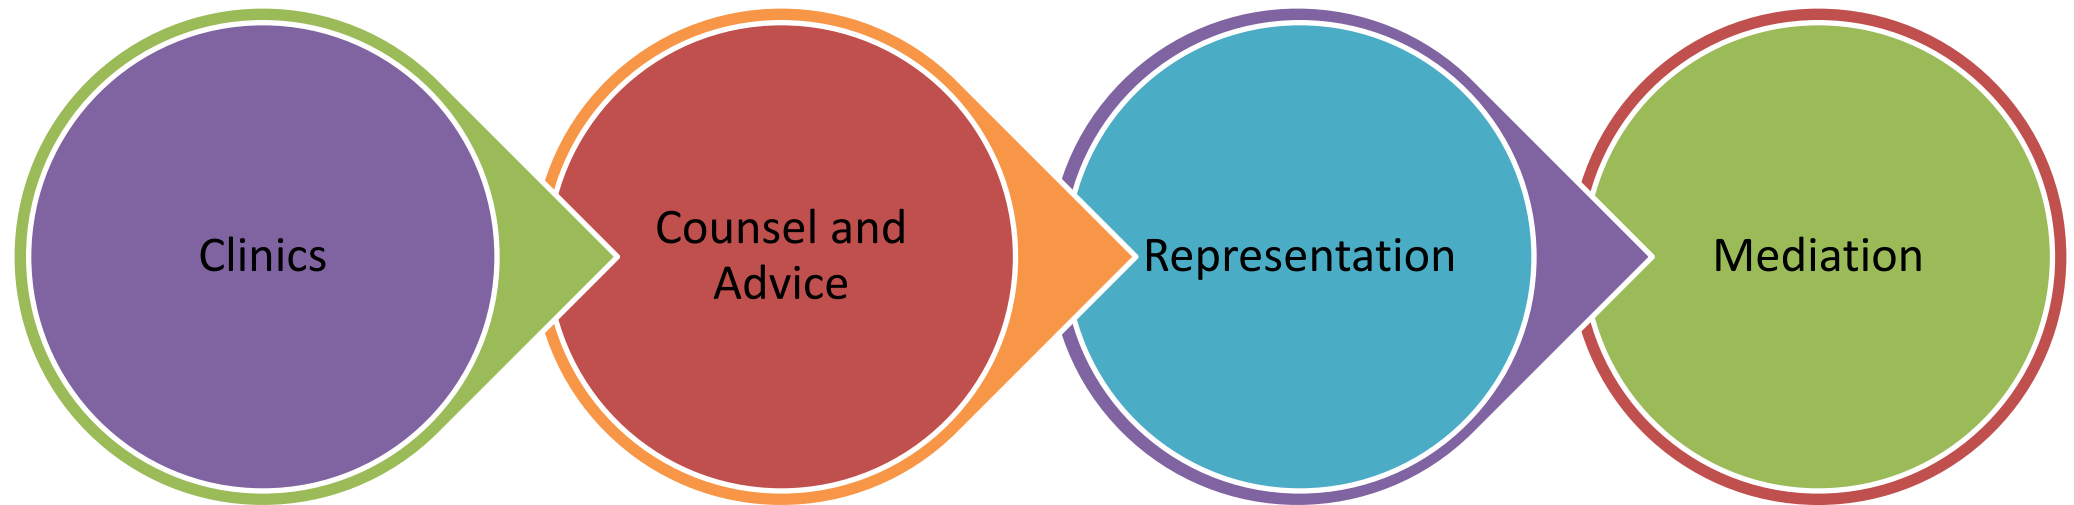 Clinics
Counsel and
Advice
Representation
Mediation